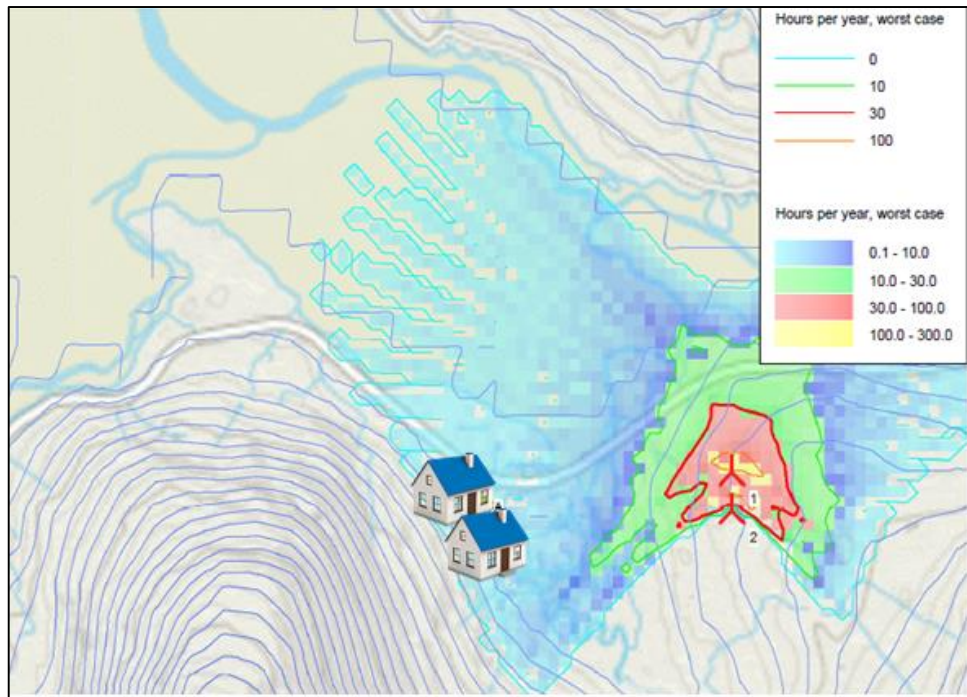 Hours per year, worst case
0
10
30
100
Hours per year, worst case
0.1 - 10.0
10.0 - 30.0
30.0 - 100.0
100.0 - 300.0
1
2